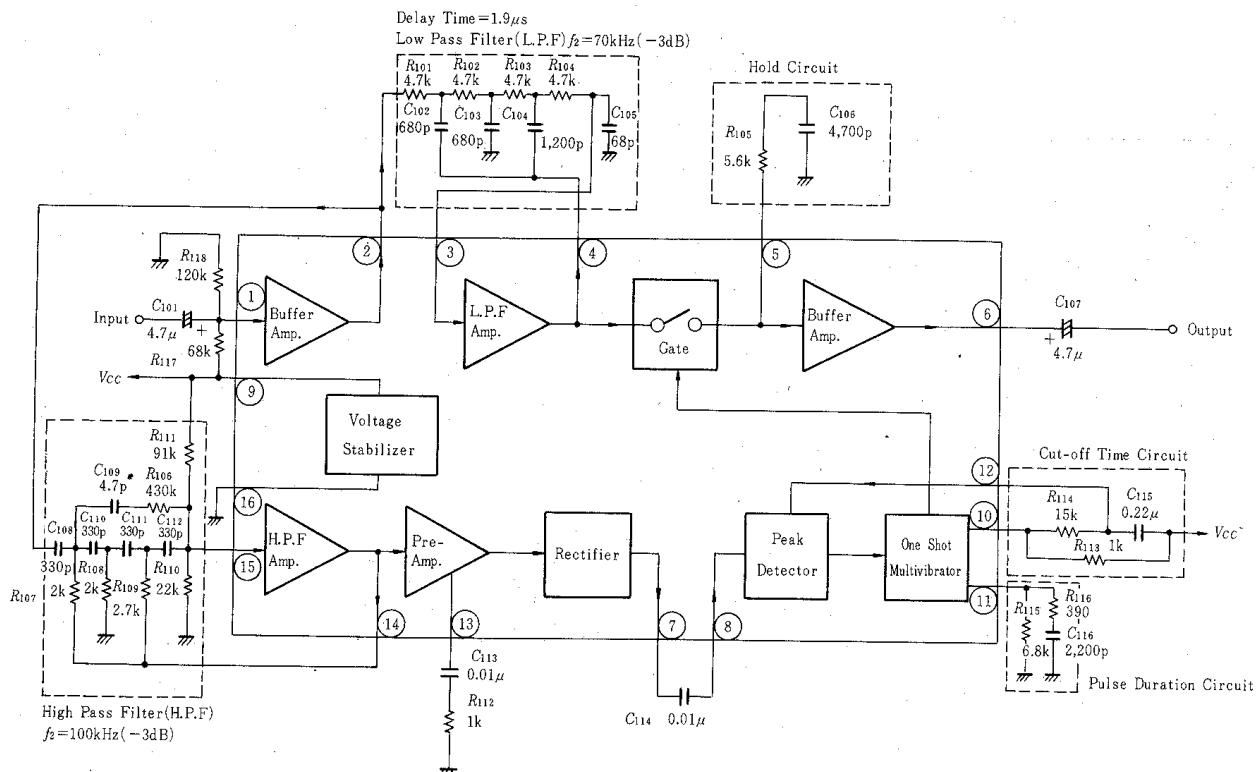 Delay Time=1.9μs
Low Pass Filter(L.P.F) f2=70kHz(−3dB)
R101 R102 R103 R104
4.7k 4.7k 4.7k 4.7k
C102 C103 C104 C105
680p 680p 1,200p 68p
Hold Circuit
R105
5.6k
C106
4,700p
2 3 4 5
R118
120k
C101
Input
4.7μ
+
68k
R117
1
Buffer
Amp.
L.P.F
Amp.
Gate
Buffer
Amp.
6
C107
+
4.7μ
Output
Vcc
9
Voltage
Stabilizer
16
R111
91k
C109
4.7p
R106
430k
C108 C110 C111 C112
330p 330p 330p
330p
R107
2k
R108
2k
R109
2.7k
R110
22k
15
H.P.F
Amp.
Pre-
Amp.
Rectifier
Peak
Detector
One Shot
Multivibrator
12
10
11
Cut-off Time Circuit
R114
15k
C115
0.22μ
1k
R113
Vcc
R115
6.8k
R116
390
C116
2,200p
Pulse Duration Circuit
14 13 7 8
C113
0.01μ
R112
1k
C114 0.01μ
High Pass Filter(H.P.F)
f2=100kHz(−3dB)